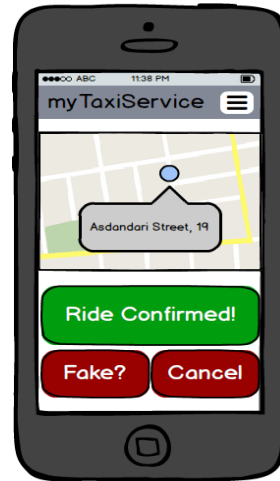 ABC 11:38 PM
myTaxiService
Asdandari Street, 19
Ride Confirmed!
Fake? Cancel